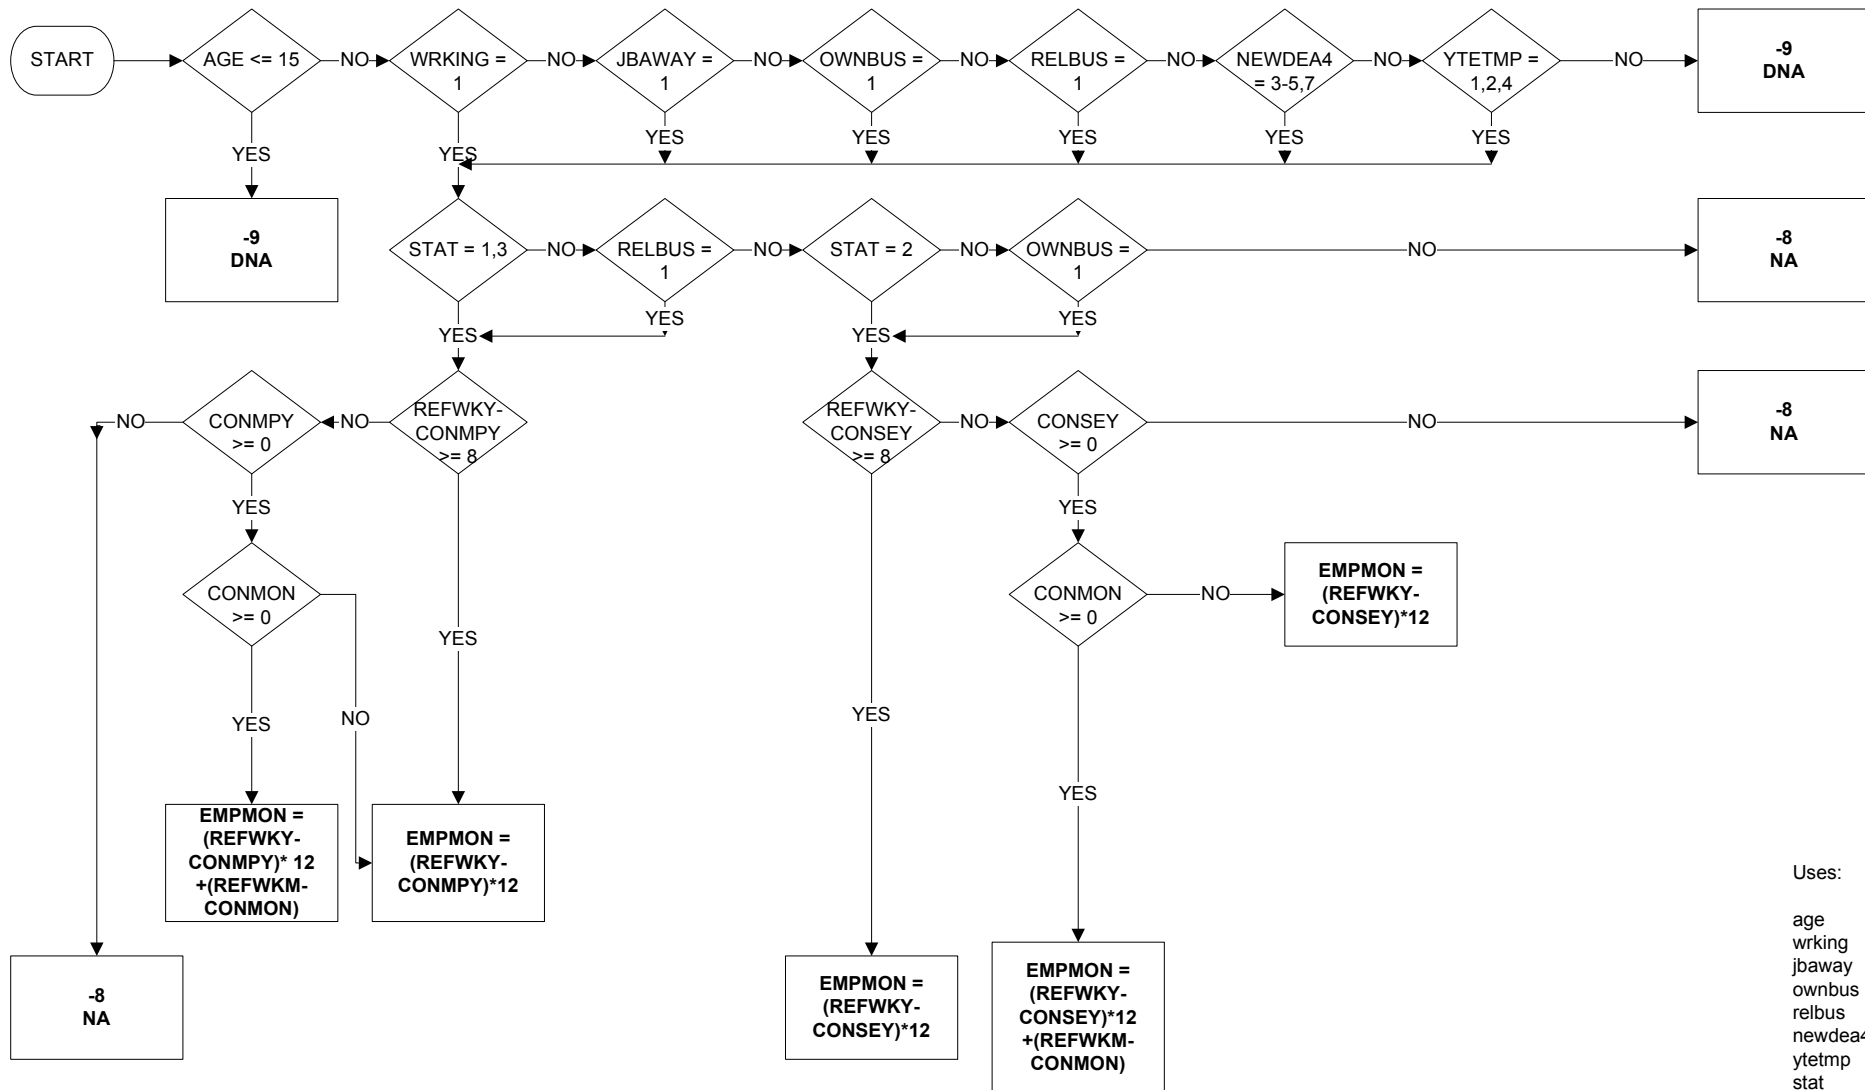 START
AGE <= 15
NO
WRKING =
1
NO
JBAWAY =
1
NO
OWNBUS =
1
NO
RELBUS =
1
NO
NEWDEA4
= 3-5,7
NO
YTETMP =
1,2,4
NO
-9
DNA
YES
YES
YES
YES
YES
YES
YES
-9
DNA
STAT = 1,3
NO
RELBUS =
1
NO
STAT = 2
NO
OWNBUS =
1
NO
-8
NA
YES
YES
YES
YES
NO
CONMPY
>= 0
NO
REFWKY-
CONMPY
>= 8
REFWKY-
CONSEY
>= 8
NO
CONSEY
>= 0
NO
-8
NA
YES
YES
CONMON
>= 0
YES
CONMON
>= 0
NO
EMPMON =
(REFWKY-
CONSEY)*12
YES
NO
YES
YES
EMPMON =
(REFWKY-
CONMPY)* 12
+(REFWKM-
CONMON)
EMPMON =
(REFWKY-
CONMPY)*12
-8
NA
EMPMON =
(REFWKY-
CONSEY)*12
EMPMON =
(REFWKY-
CONSEY)*12
+(REFWKM-
CONMON)
Uses:
age
wrking
jbaway
ownbus
relbus
newdea4
ytetmp
stat